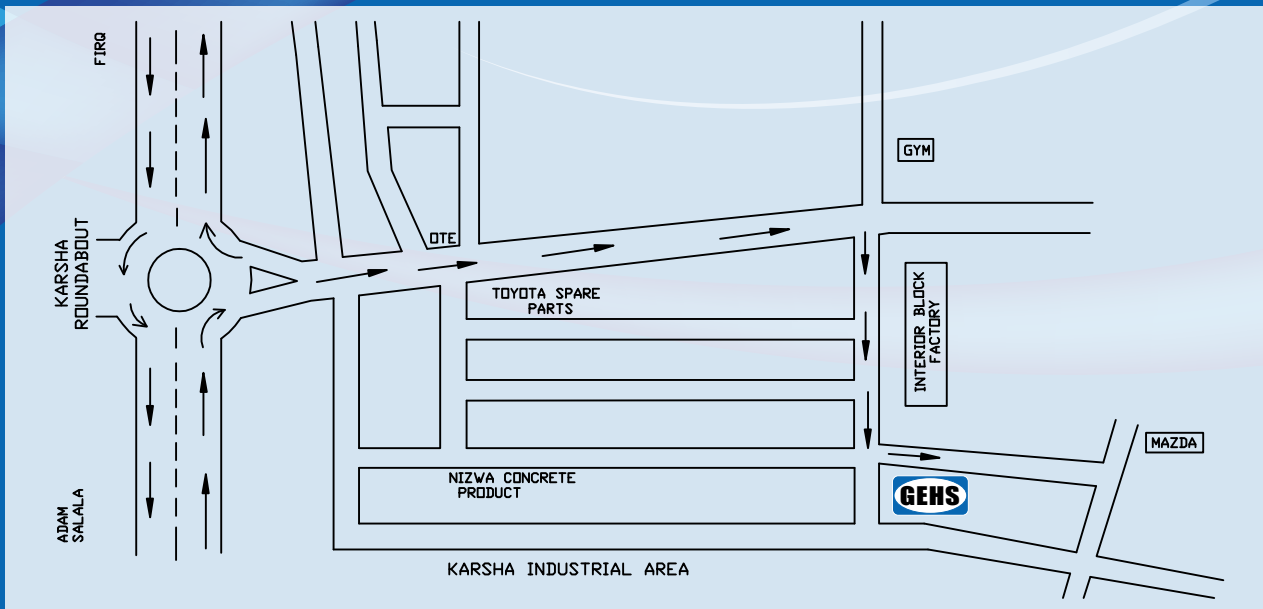 FIRQ
KARSHA
ROUNDABOUT
ADAM
SALALA
OTE
TOYOTA SPARE
PARTS
NIZWA CONCRETE
PRODUCT
GYM
INTERIOR BLOCK
FACTORY
MAZDA
GEHS
KARSHA INDUSTRIAL AREA